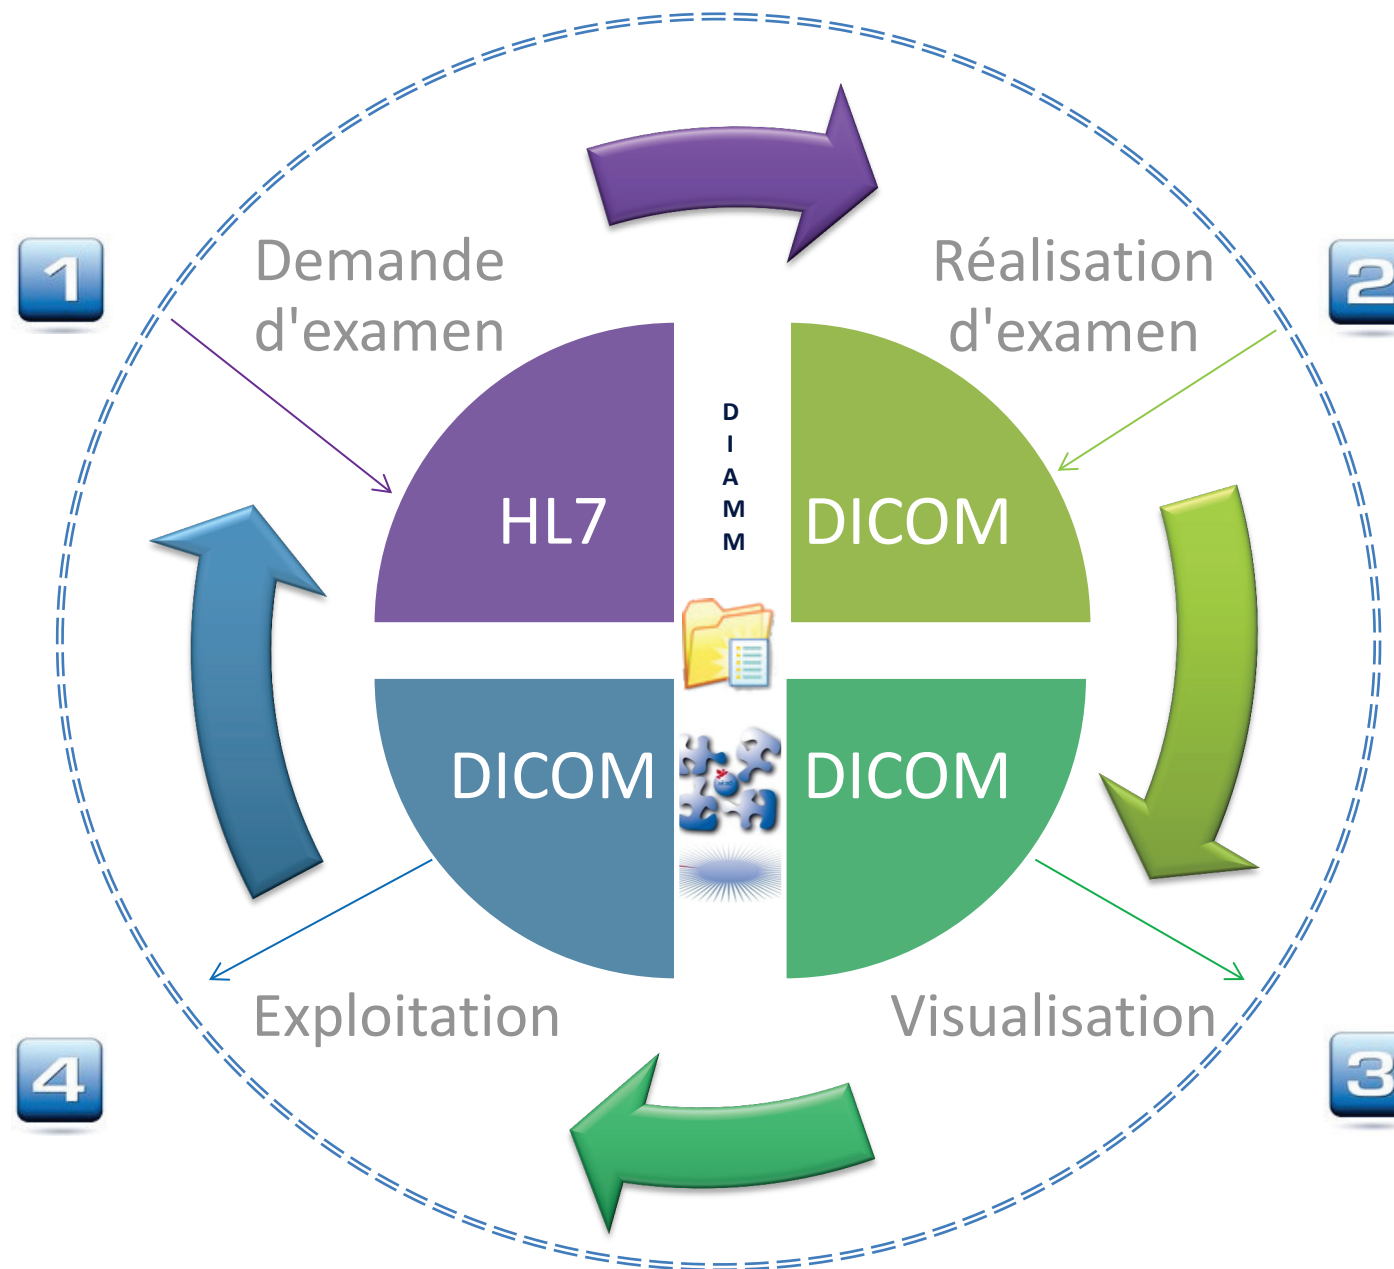 1
Demande
d'examen
Réalisation
d'examen
2
D
I
A
M
M
HL7
DICOM
DICOM
DICOM
Exploitation
Visualisation
4
3